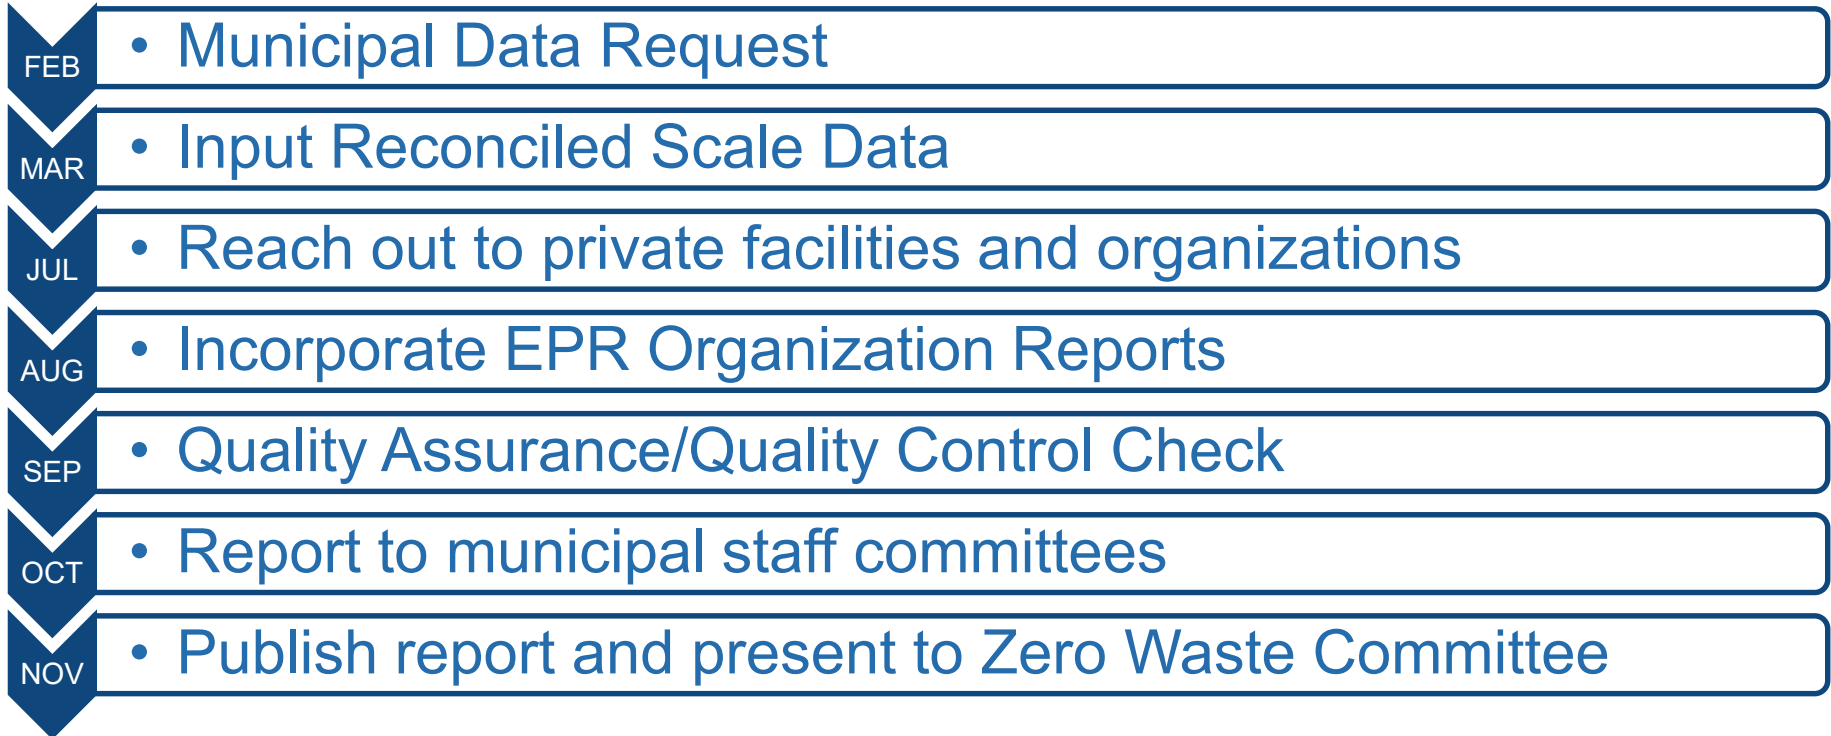 FEB
• Municipal Data Request
MAR
• Input Reconciled Scale Data
JUL
• Reach out to private facilities and organizations
AUG
• Incorporate EPR Organization Reports
SEP
• Quality Assurance/Quality Control Check
OCT
• Report to municipal staff committees
NOV
• Publish report and present to Zero Waste Committee